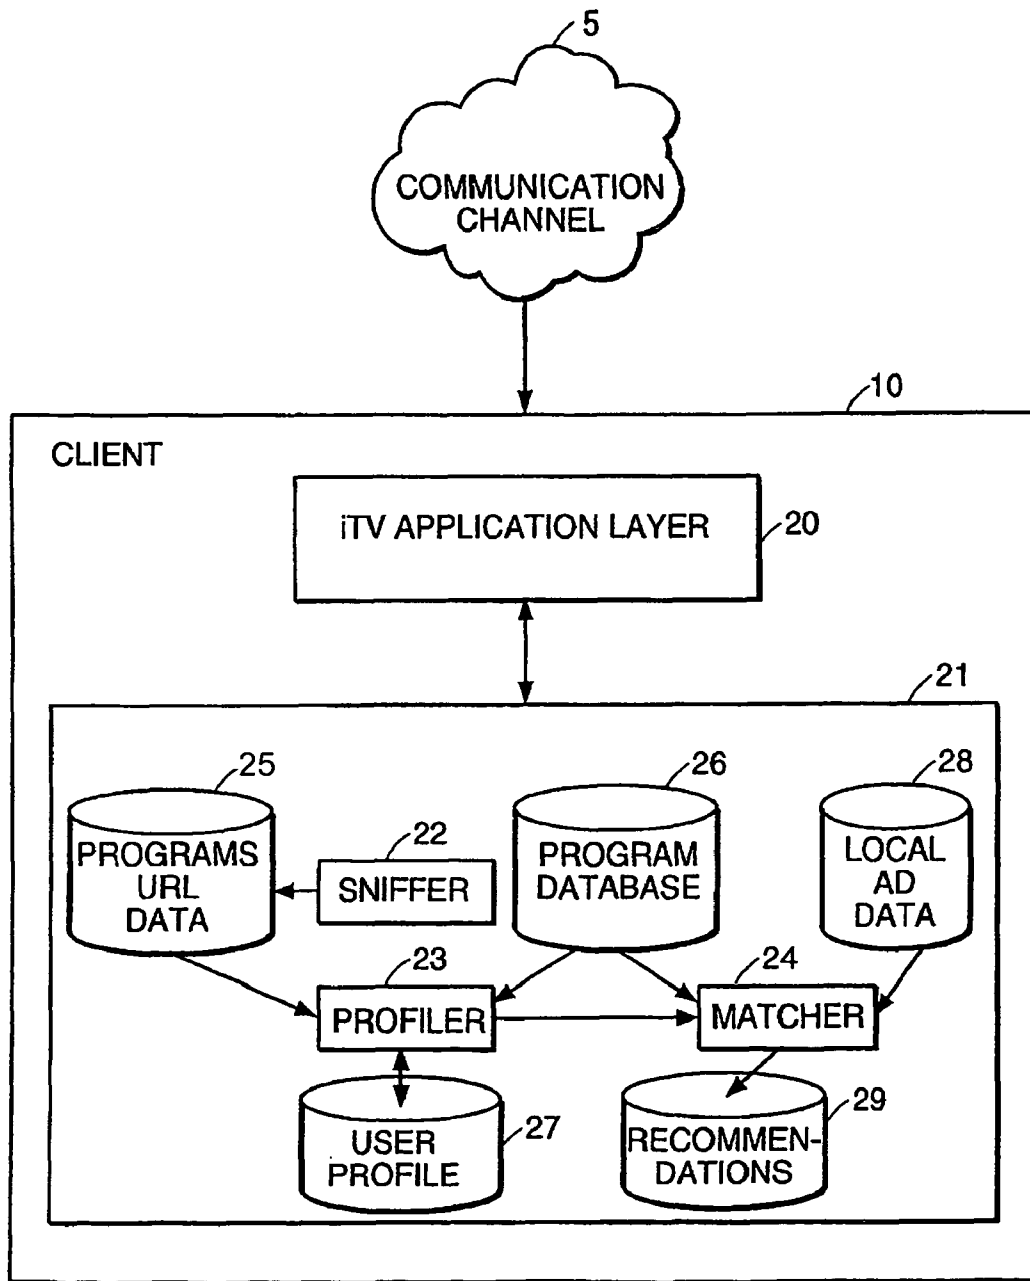 5
COMMUNICATION
CHANNEL
10
CLIENT
iTV APPLICATION LAYER
20
21
25
26
28
PROGRAMS
URL
DATA
22
SNIFFER
PROGRAM
DATABASE
LOCAL
AD
DATA
23
PROFILER
24
MATCHER
USER
PROFILE
27
RECOMMEN-
DATIONS
29